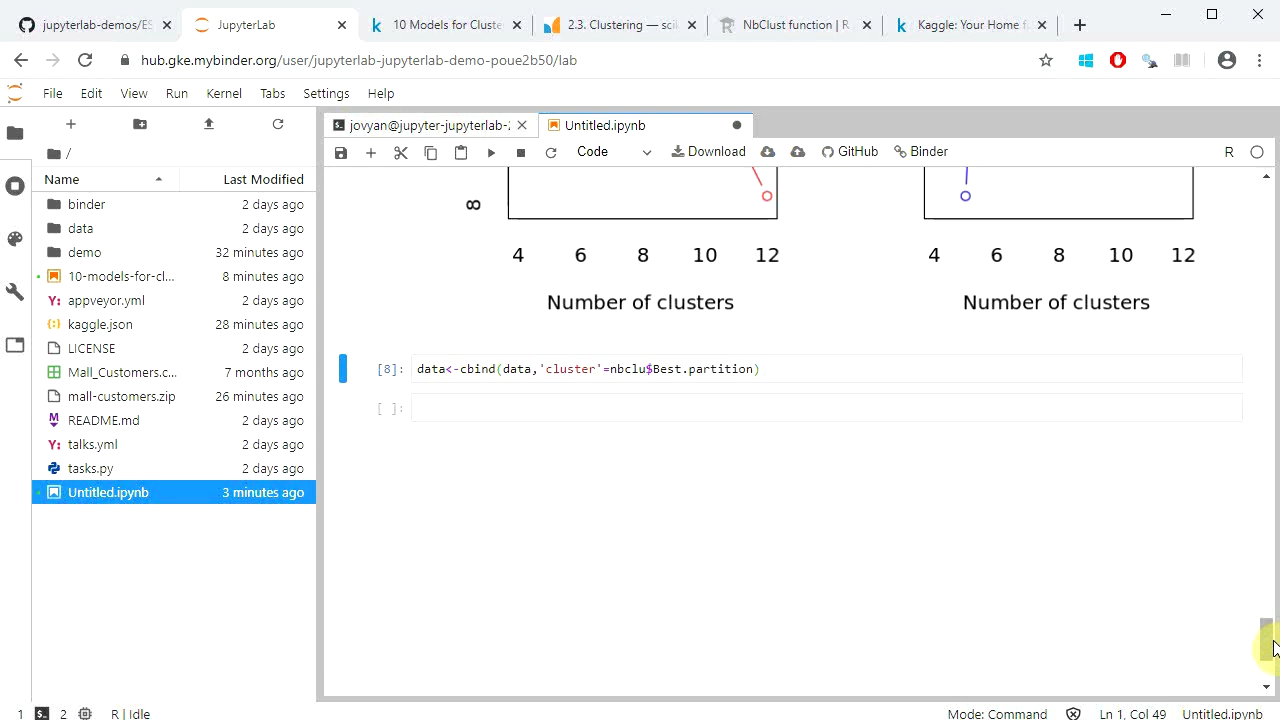 jupyterlab-demos/ES
JupyterLab
10 Models for Cluste
2.3. Clustering — sci
NbClust function | R
Kaggle: Your Home f
hub.gke.mybinder.org/user/jupyterlab-jupyterlab-demo-poue2b50/lab
File Edit View Run Kernel Tabs Settings Help
jovyan@jupyter-jupyterlab-
Untitled.ipynb
Code
Download
GitHub
Binder
R
/
Name Last Modified
binder 2 days ago
data 2 days ago
demo 32 minutes ago
10-models-for-cl... 8 minutes ago
appveyor.yml 2 days ago
kaggle.json 28 minutes ago
LICENSE 2 days ago
Mall_Customers.c... 7 months ago
mall-customers.zip 26 minutes ago
README.md 2 days ago
talks.yml 2 days ago
tasks.py 2 days ago
Untitled.ipynb 3 minutes ago
8
4 6 8 10 12
Number of clusters
4 6 8 10 12
Number of clusters
[8]: data<-cbind(data,'cluster'=nbclu$Best.partition)
[ ]:
1 2 R | Idle
Mode: Command Ln 1, Col 49 Untitled.ipynb